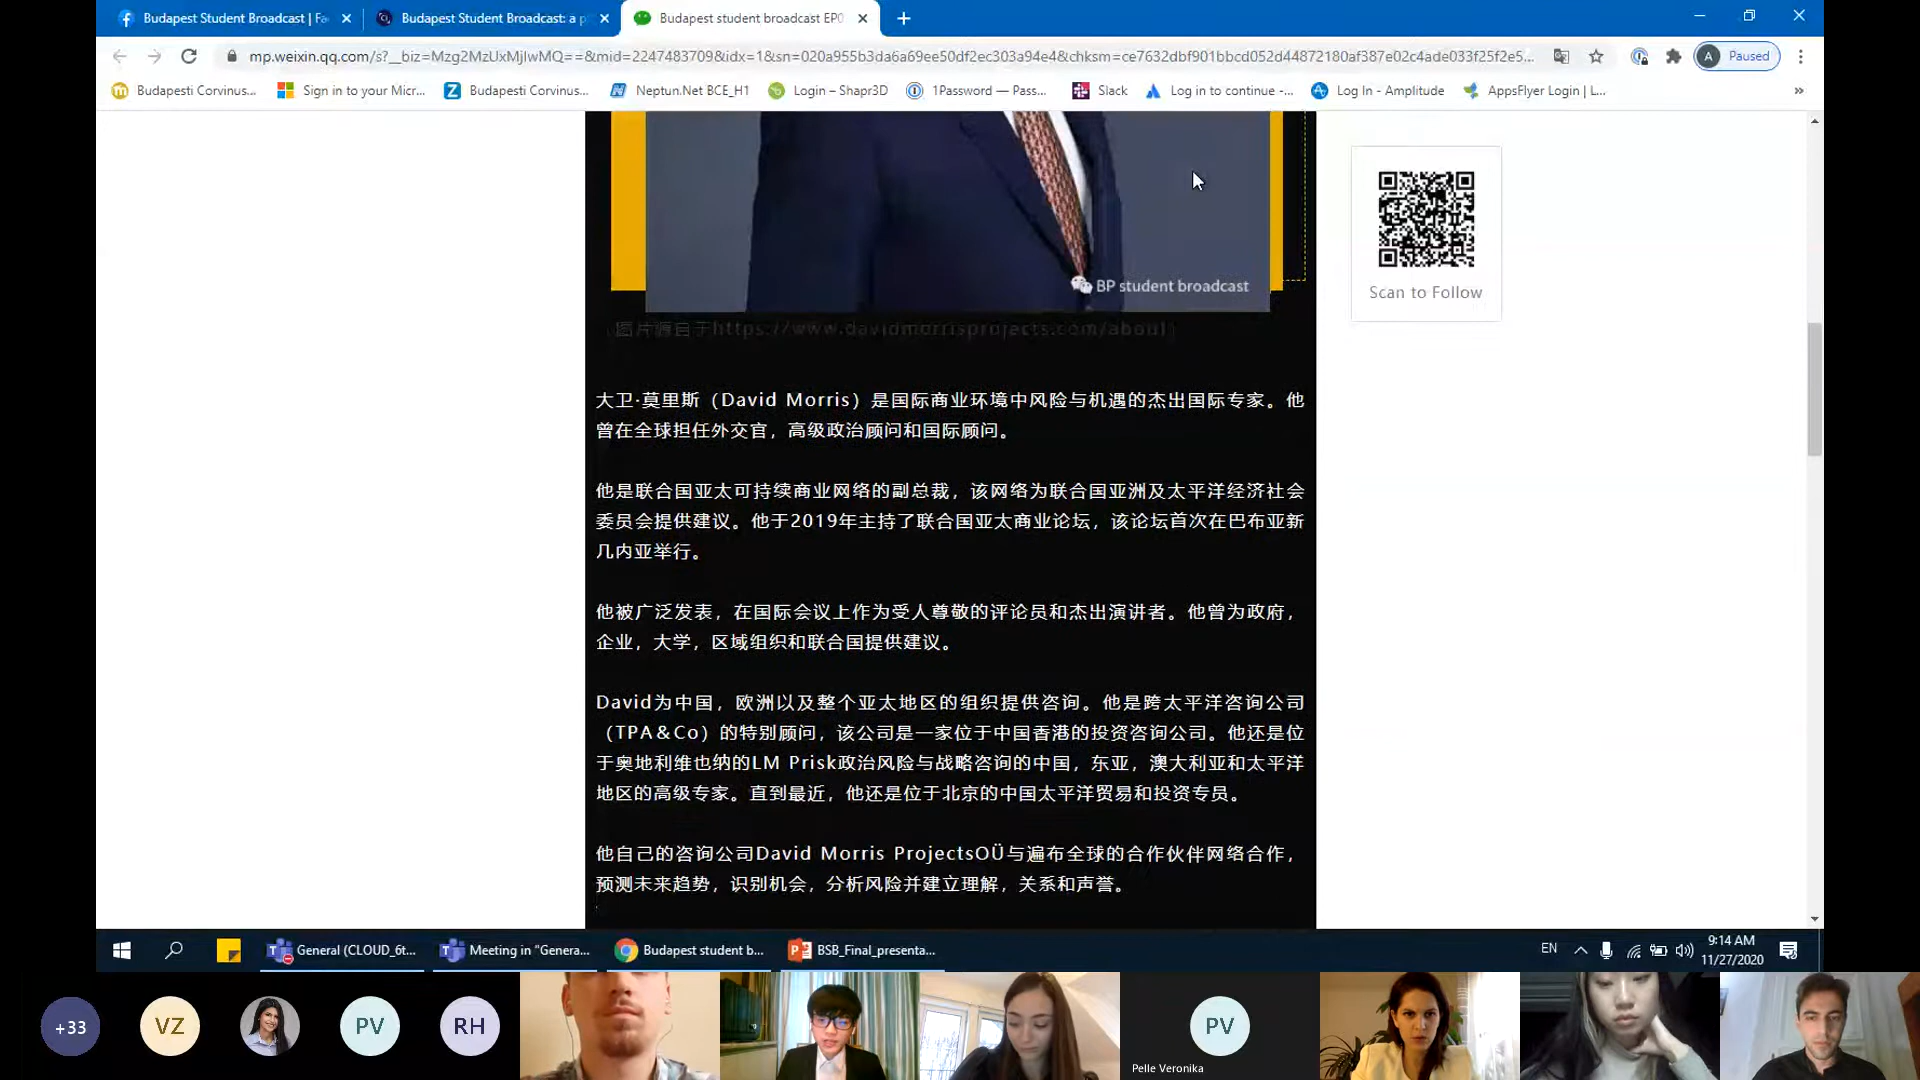 Budapest Student Broadcast | Fa
Budapest Student Broadcast: a p
Budapest student broadcast EP0
mp.weixin.qq.com/s?__biz=Mzg2MzUxMjIwMQ==&mid=2247483709&idx=1&sn=020a955b3da6a69ee50df2ec303a94e4&chksm=ce7632dbf901bbcd052d44872180af387e02c4ade033f25f2e5...
A Paused
Budapesti Corvinus...
Sign in to your Micr...
Budapesti Corvinus...
Neptun.Net BCE_H1
Login – Shapr3D
1Password — Pass...
Slack
Log in to continue -...
Log In - Amplitude
AppsFlyer Login | L...
BP student broadcast
Scan to Follow
图片源自于https://www.davidmorrisprojects.com/about
大卫·莫里斯（David Morris）是国际商业环境中风险与机遇的杰出国际专家。他
曾在全球担任外交官，高级政治顾问和国际顾问。
他是联合国亚太可持续商业网络的副总裁，该网络为联合国亚洲及太平洋经济社会
委员会提供建议。他于2019年主持了联合国亚太商业论坛，该论坛首次在巴布亚新
几内亚举行。
他被广泛发表，在国际会议上作为受人尊敬的评论员和杰出演讲者。他曾为政府，
企业，大学，区域组织和联合国提供建议。
David为中国，欧洲以及整个亚太地区的组织提供咨询。他是跨太平洋咨询公司
（TPA＆Co）的特别顾问，该公司是一家位于中国香港的投资咨询公司。他还是位
于奥地利维也纳的LM Prisk政治风险与战略咨询的中国，东亚，澳大利亚和太平洋
地区的高级专家。直到最近，他还是位于北京的中国太平洋贸易和投资专员。
他自己的咨询公司David Morris ProjectsOÜ与遍布全球的合作伙伴网络合作，
预测未来趋势，识别机会，分析风险并建立理解，关系和声誉。
General (CLOUD_6t...
Meeting in "Genera...
Budapest student b...
BSB_Final_presenta...
EN
9:14 AM
11/27/2020
+33
VZ
PV
RH
PV
Pelle Veronika